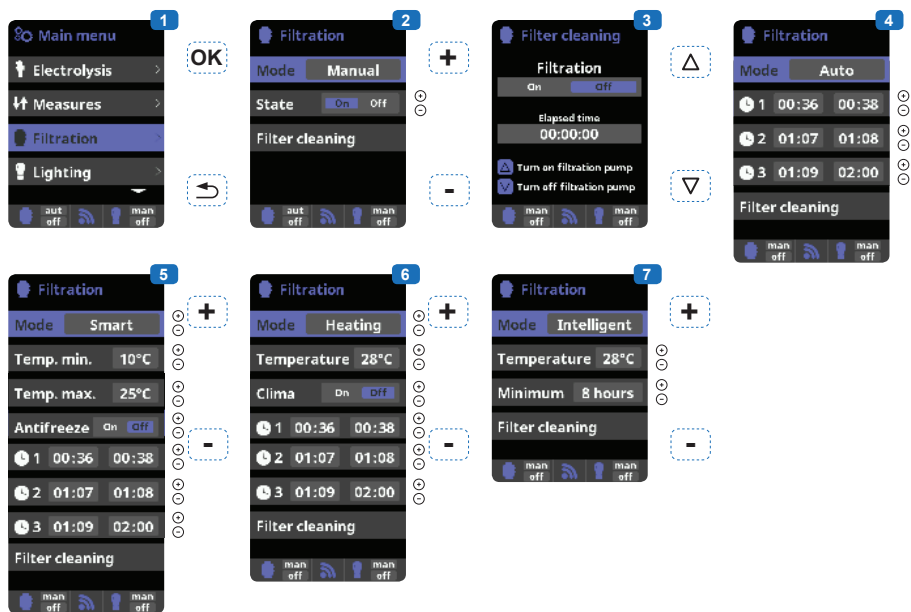 1
Main menu
Electrolysis
Measures
Filtration
Lighting
aut off man off
OK
2
Filtration
Mode Manual
State On Off
Filter cleaning
aut off man off
+
-
3
Filter cleaning
Filtration
On Off
Elapsed time
00:00:00
Turn on filtration pump
Turn off filtration pump
man off man off
4
Filtration
Mode Auto
1 00:36 00:38
2 01:07 01:08
3 01:09 02:00
Filter cleaning
man off man off
5
Filtration
Mode Smart
Temp. min. 10°C
Temp. max. 25°C
Antifreeze On Off
1 00:36 00:38
2 01:07 01:08
3 01:09 02:00
Filter cleaning
man off man off
+
-
6
Filtration
Mode Heating
Temperature 28°C
Clima On Off
1 00:36 00:38
2 01:07 01:08
3 01:09 02:00
Filter cleaning
man off man off
+
-
7
Filtration
Mode Intelligent
Temperature 28°C
Minimum 8 hours
Filter cleaning
man off man off
+
-